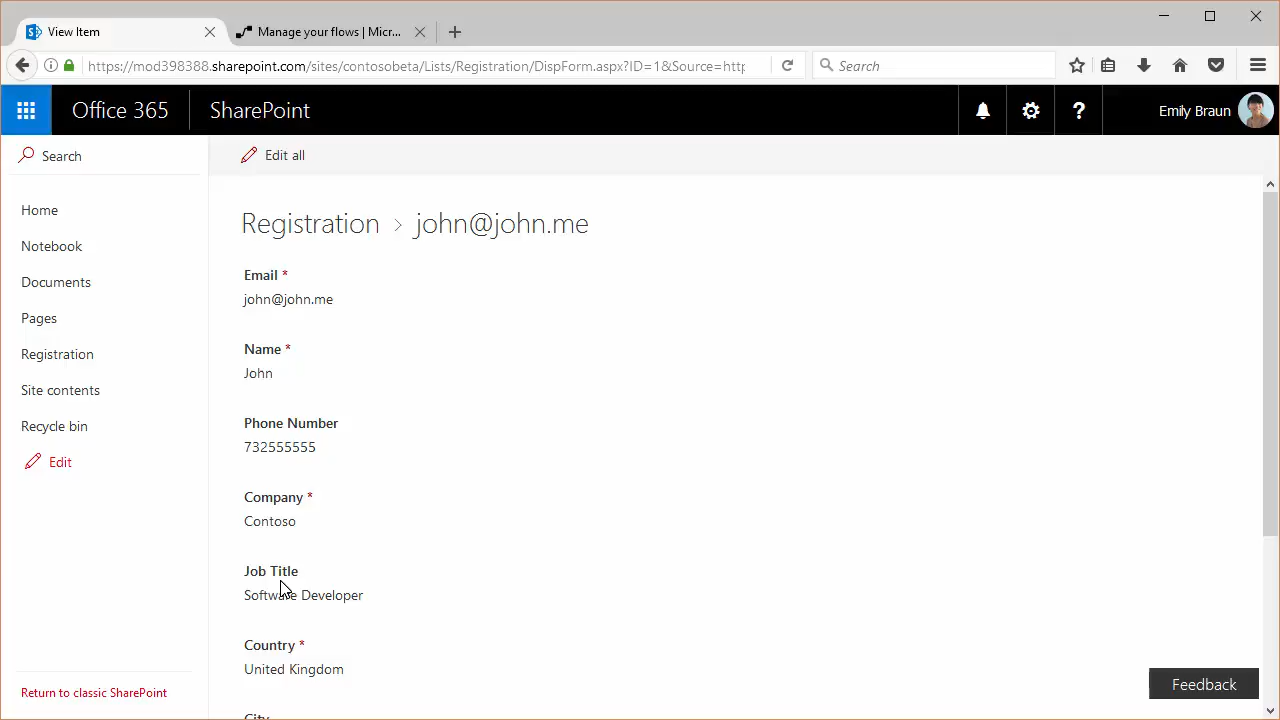 View Item
Manage your flows | Micr...
https://mod398388.sharepoint.com/sites/contosobeta/Lists/Registration/DispForm.aspx?ID=1&Source=http
Search
Office 365
SharePoint
?
Emily Braun
Search
Edit all
Home
Notebook
Documents
Pages
Registration
Site contents
Recycle bin
Edit
Return to classic SharePoint
Registration > john@john.me
Email *
john@john.me
Name *
John
Phone Number
732555555
Company *
Contoso
Job Title
Software Developer
Country *
United Kingdom
City
Feedback